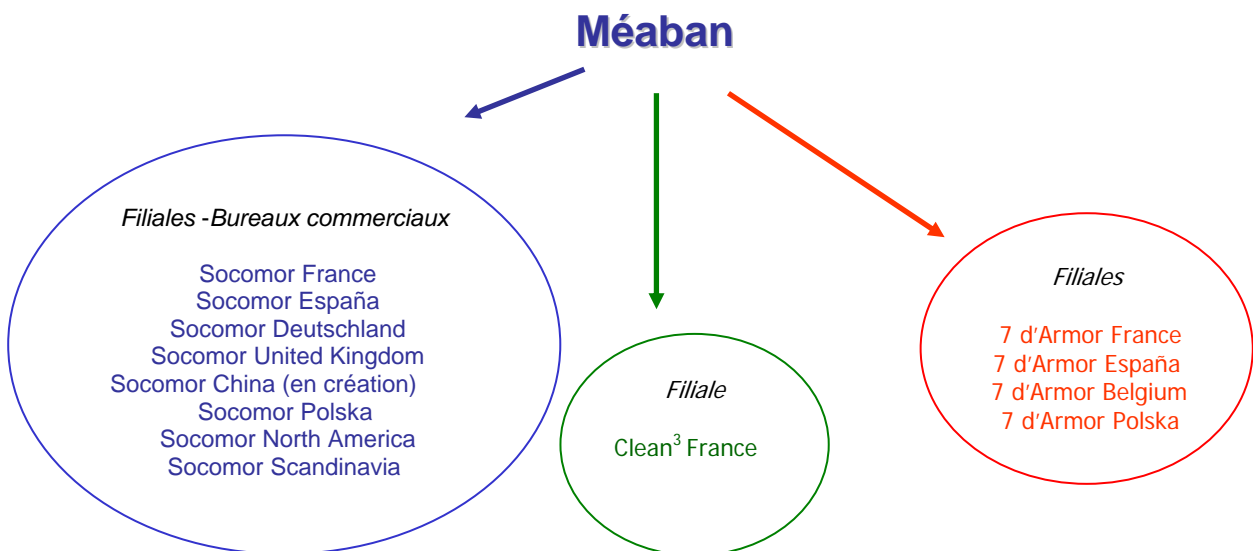 Méaban
Filiales -Bureaux commerciaux
Socomor France
Socomor España
Socomor Deutschland
Socomor United Kingdom
Socomor China (en création)
Socomor Polska
Socomor North America
Socomor Scandinavia
Filiale
Clean³ France
Filiales
7 d'Armor France
7 d'Armor España
7 d'Armor Belgium
7 d'Armor Polska